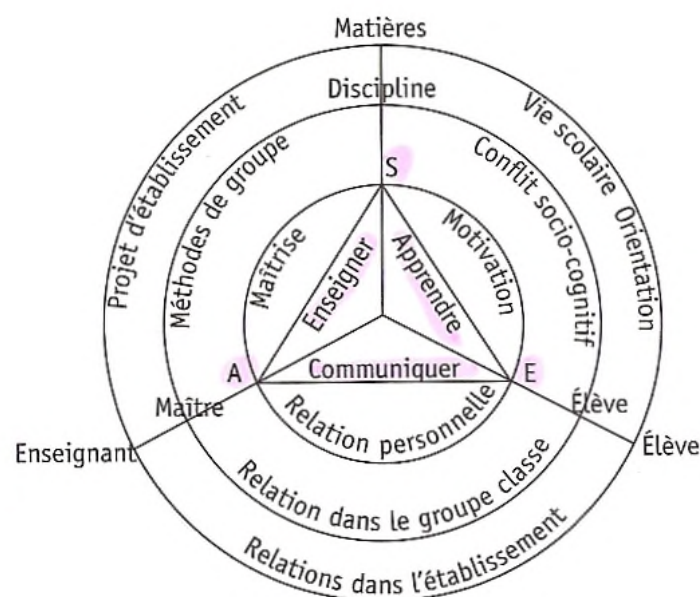 Matières
Discipline
Projet d'établissement
Vie scolaire Orientation
Méthodes de groupe
Conflit socio-cognitif
S
Maîtrise
Motivation
Enseigner
Apprendre
A
Communiquer
E
Maître
Relation personnelle
Élève
Enseignant
Élève
Relation dans le groupe classe
Relations dans l'établissement